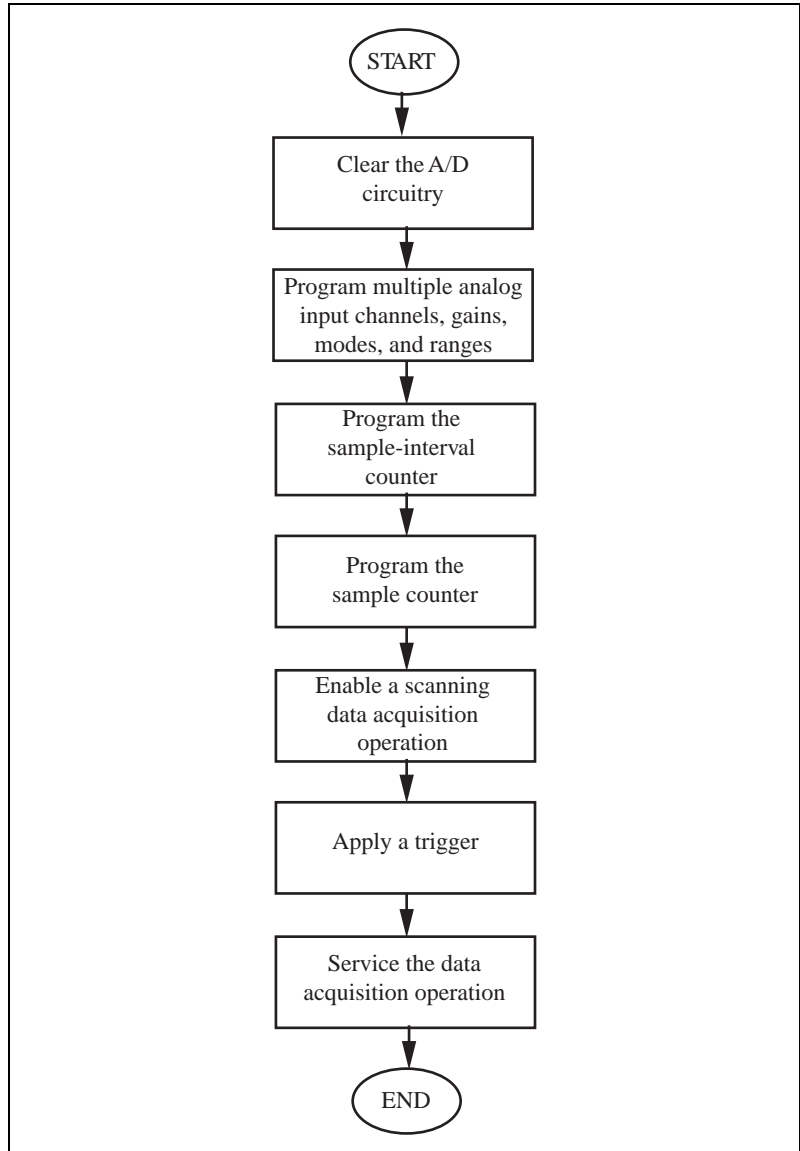 START
Clear the A/D
circuitry
Program multiple analog
input channels, gains,
modes, and ranges
Program the
sample-interval
counter
Program the
sample counter
Enable a scanning
data acquisition
operation
Apply a trigger
Service the data
acquisition operation
END